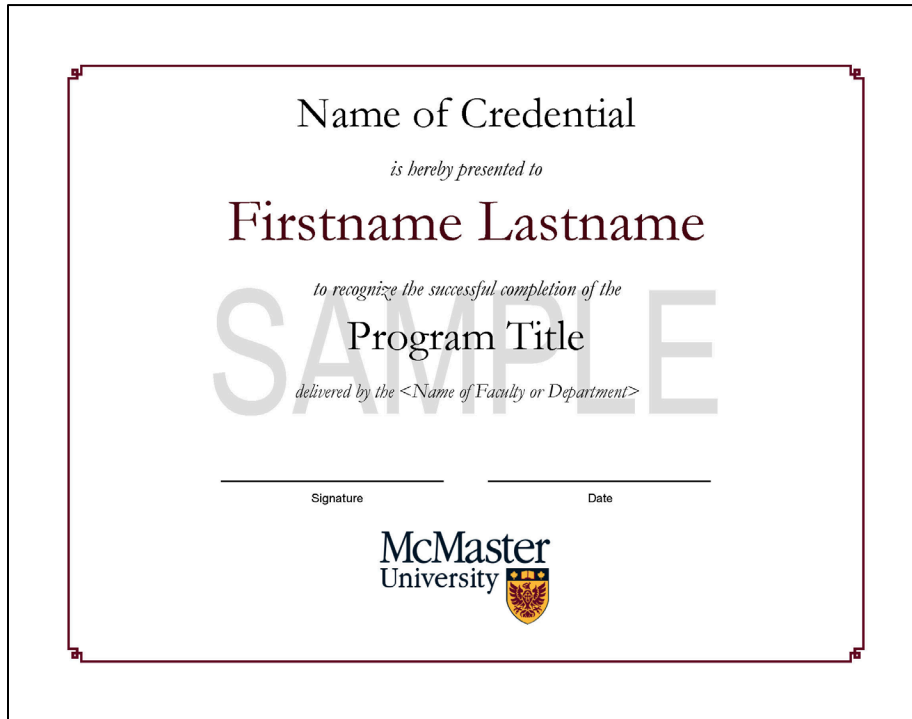 Name of Credential
is hereby presented to
Firstname Lastname
to recognize the successful completion of the
SAMPLE
Program Title
delivered by the <Name of Faculty or Department>
Signature Date
McMaster
University